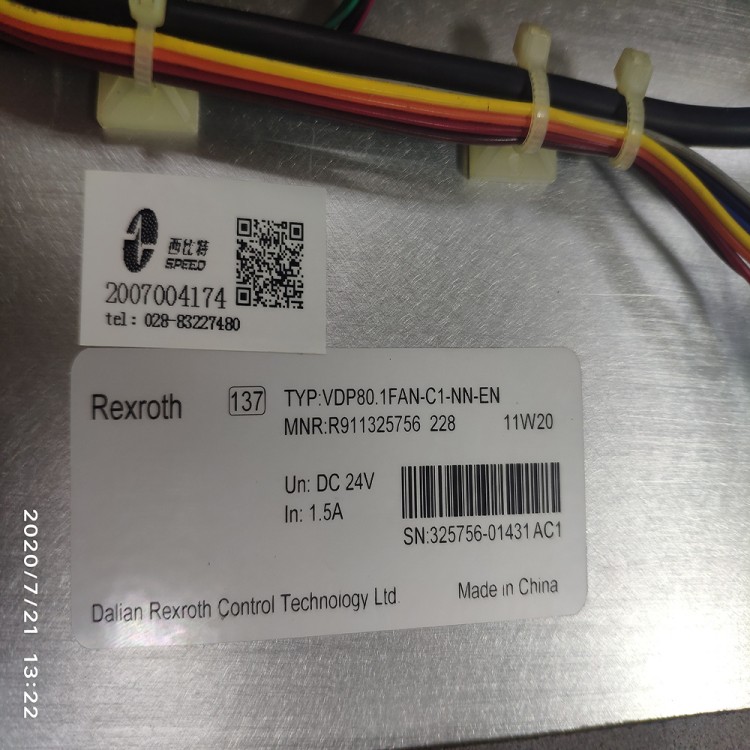 西比特
SPEED
2007004174
tel: 028-83227480
Rexroth
137
TYP:VDP80.1FAN-C1-NN-EN
MNR:R911325756 228
11W20
Un: DC 24V
In: 1.5A
SN:325756-01431 AC1
Dalian Rexroth Control Technology Ltd.
Made in China
2020/7/21 13:22